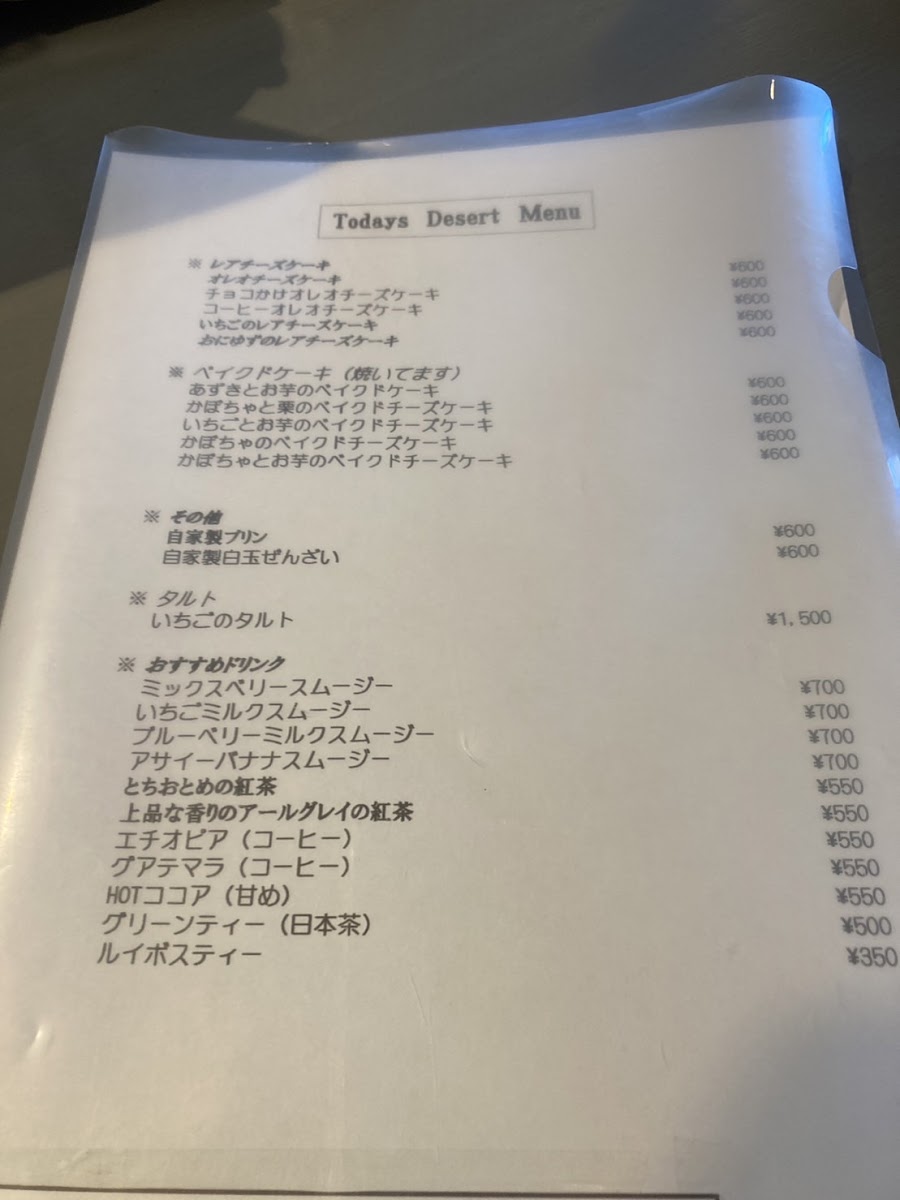 Todays Desert Menu
※ レアチーズケーキ
オレオチーズケーキ ¥600
チョコかけオレオチーズケーキ ¥600
コーヒーオレオチーズケーキ ¥600
いちごのレアチーズケーキ ¥600
おにゆずのレアチーズケーキ ¥600
※ ベイクドケーキ (焼いてます)
あずきとお芋のベイクドケーキ ¥600
かぼちゃと栗のベイクドチーズケーキ ¥600
いちごとお芋のベイクドチーズケーキ ¥600
かぼちゃのベイクドチーズケーキ ¥600
かぼちゃとお芋のベイクドチーズケーキ ¥600
※ その他
自家製プリン ¥600
自家製白玉ぜんざい ¥600
※ タルト
いちごのタルト ¥1,500
※ おすすめドリンク
ミックスベリースムージー ¥700
いちごミルクスムージー ¥700
ブルーベリーミルクスムージー ¥700
アサイーバナナスムージー ¥700
とちおとめの紅茶 ¥550
上品な香りのアールグレイの紅茶 ¥550
エチオピア (コーヒー) ¥550
グアテマラ (コーヒー) ¥550
HOTココア (甘め) ¥550
グリーンティー (日本茶) ¥500
ルイボスティー ¥350